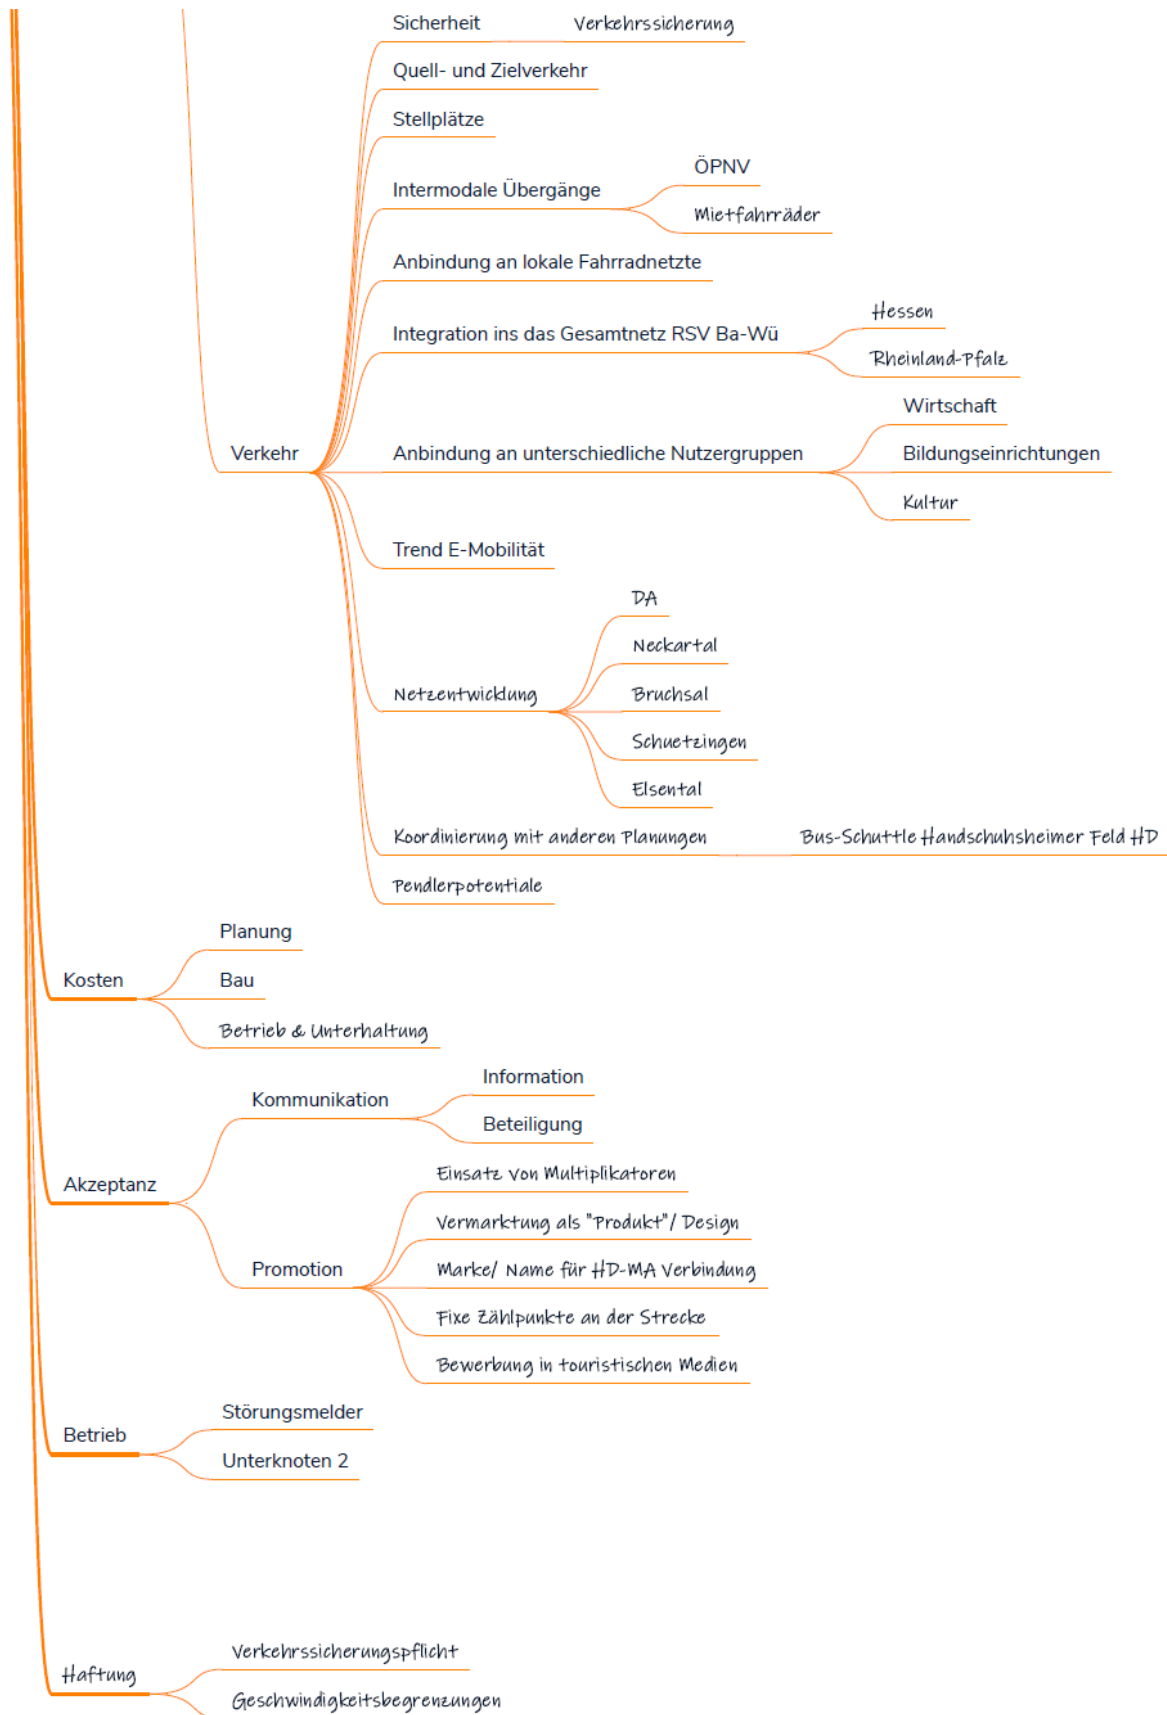 Sicherheit
Verkehrssicherung
Quell- und Zielverkehr
Stellplätze
Intermodale Übergänge
ÖPNV
Mietfahrräder
Anbindung an lokale Fahrradnetzte
Integration ins das Gesamtnetz RSV Ba-Wü
Hessen
Rheinland-Pfalz
Verkehr
Anbindung an unterschiedliche Nutzergruppen
Wirtschaft
Bildungseinrichtungen
Kultur
Trend E-Mobilität
Netzentwicklung
DA
Neckartal
Bruchsal
Schuetzingen
Elsental
Koordinierung mit anderen Planungen
Bus-Schuttle Handschuhsheimer Feld HD
Pendlerpotentiale
Kosten
Planung
Bau
Betrieb & Unterhaltung
Akzeptanz
Kommunikation
Information
Beteiligung
Promotion
Einsatz von Multiplikatoren
Vermarktung als "Produkt"/ Design
Marke/ Name für HD-MA Verbindung
Fixe Zählpunkte an der Strecke
Bewerbung in touristischen Medien
Betrieb
Störungsmelder
Unterknoten 2
Haftung
Verkehrssicherungspflicht
Geschwindigkeitsbegrenzungen